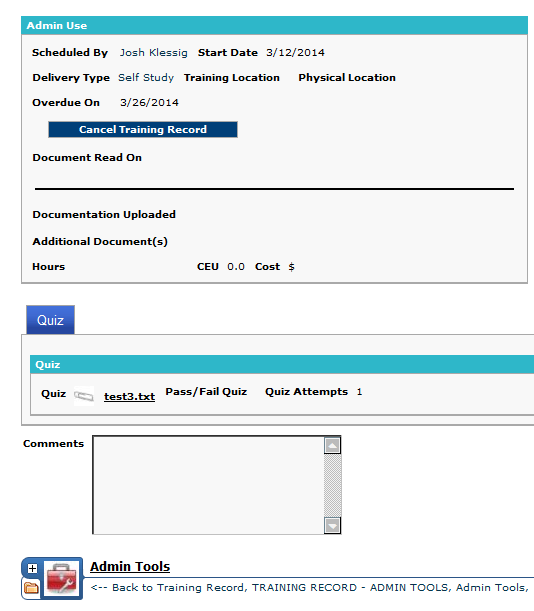 Admin Use
Scheduled By Josh Klessig Start Date 3/12/2014
Delivery Type Self Study Training Location Physical Location
Overdue On 3/26/2014
Cancel Training Record
Document Read On
Documentation Uploaded
Additional Document(s)
Hours CEU 0.0 Cost $
Quiz
Quiz
Quiz test3.txt Pass/Fail Quiz Quiz Attempts 1
Comments
Admin Tools
<-- Back to Training Record, TRAINING RECORD - ADMIN TOOLS, Admin Tools,